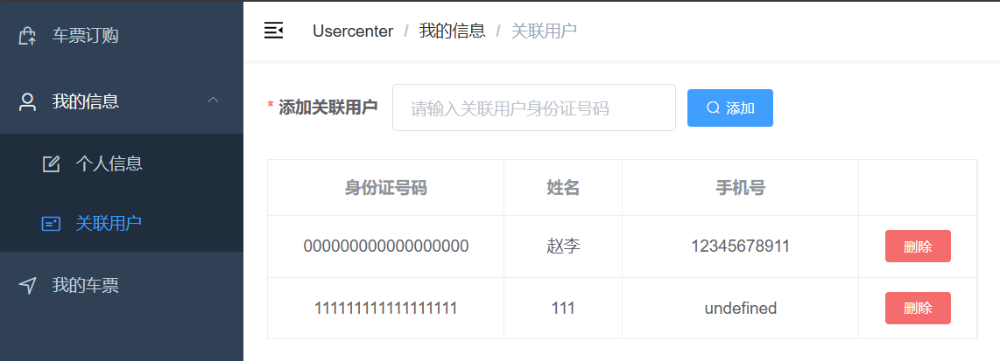 车票订购
我的信息
个人信息
关联用户
我的车票
Usercenter / 我的信息 / 关联用户
* 添加关联用户 请输入关联用户身份证号码 添加
身份证号码 姓名 手机号
000000000000000000 赵李 12345678911 删除
111111111111111111 111 undefined 删除